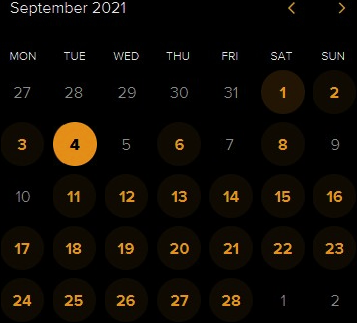 September 2021
MON TUE WED THU FRI SAT SUN
27 28 29 30 31 1 2
3 4 5 6 7 8 9
10 11 12 13 14 15 16
17 18 19 20 21 22 23
24 25 26 27 28 1 2